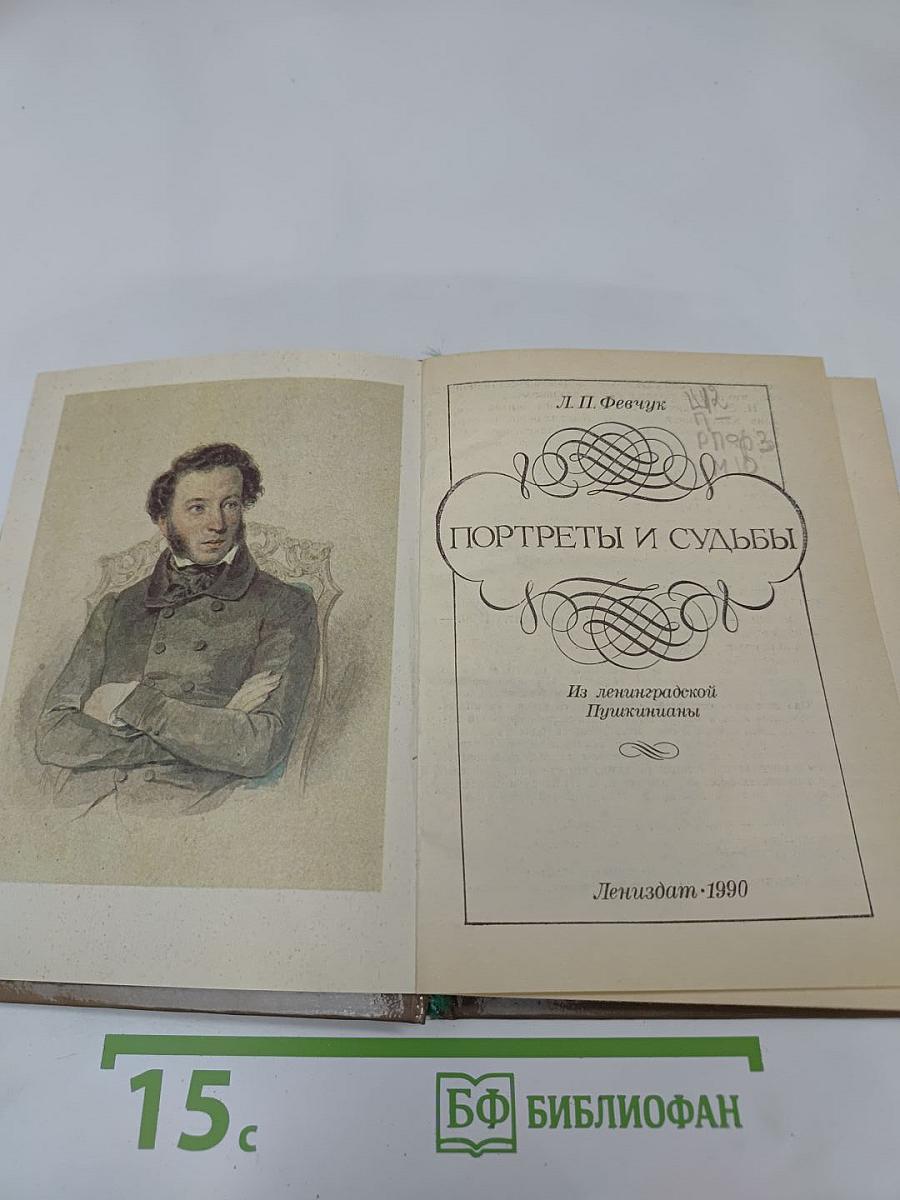 Л. П. Февчук
ПОРТРЕТЫ И СУДЬБЫ
Из ленинградской
Пушкинианы
Лениздат·1990
15с
БФ БИБЛИОФАН